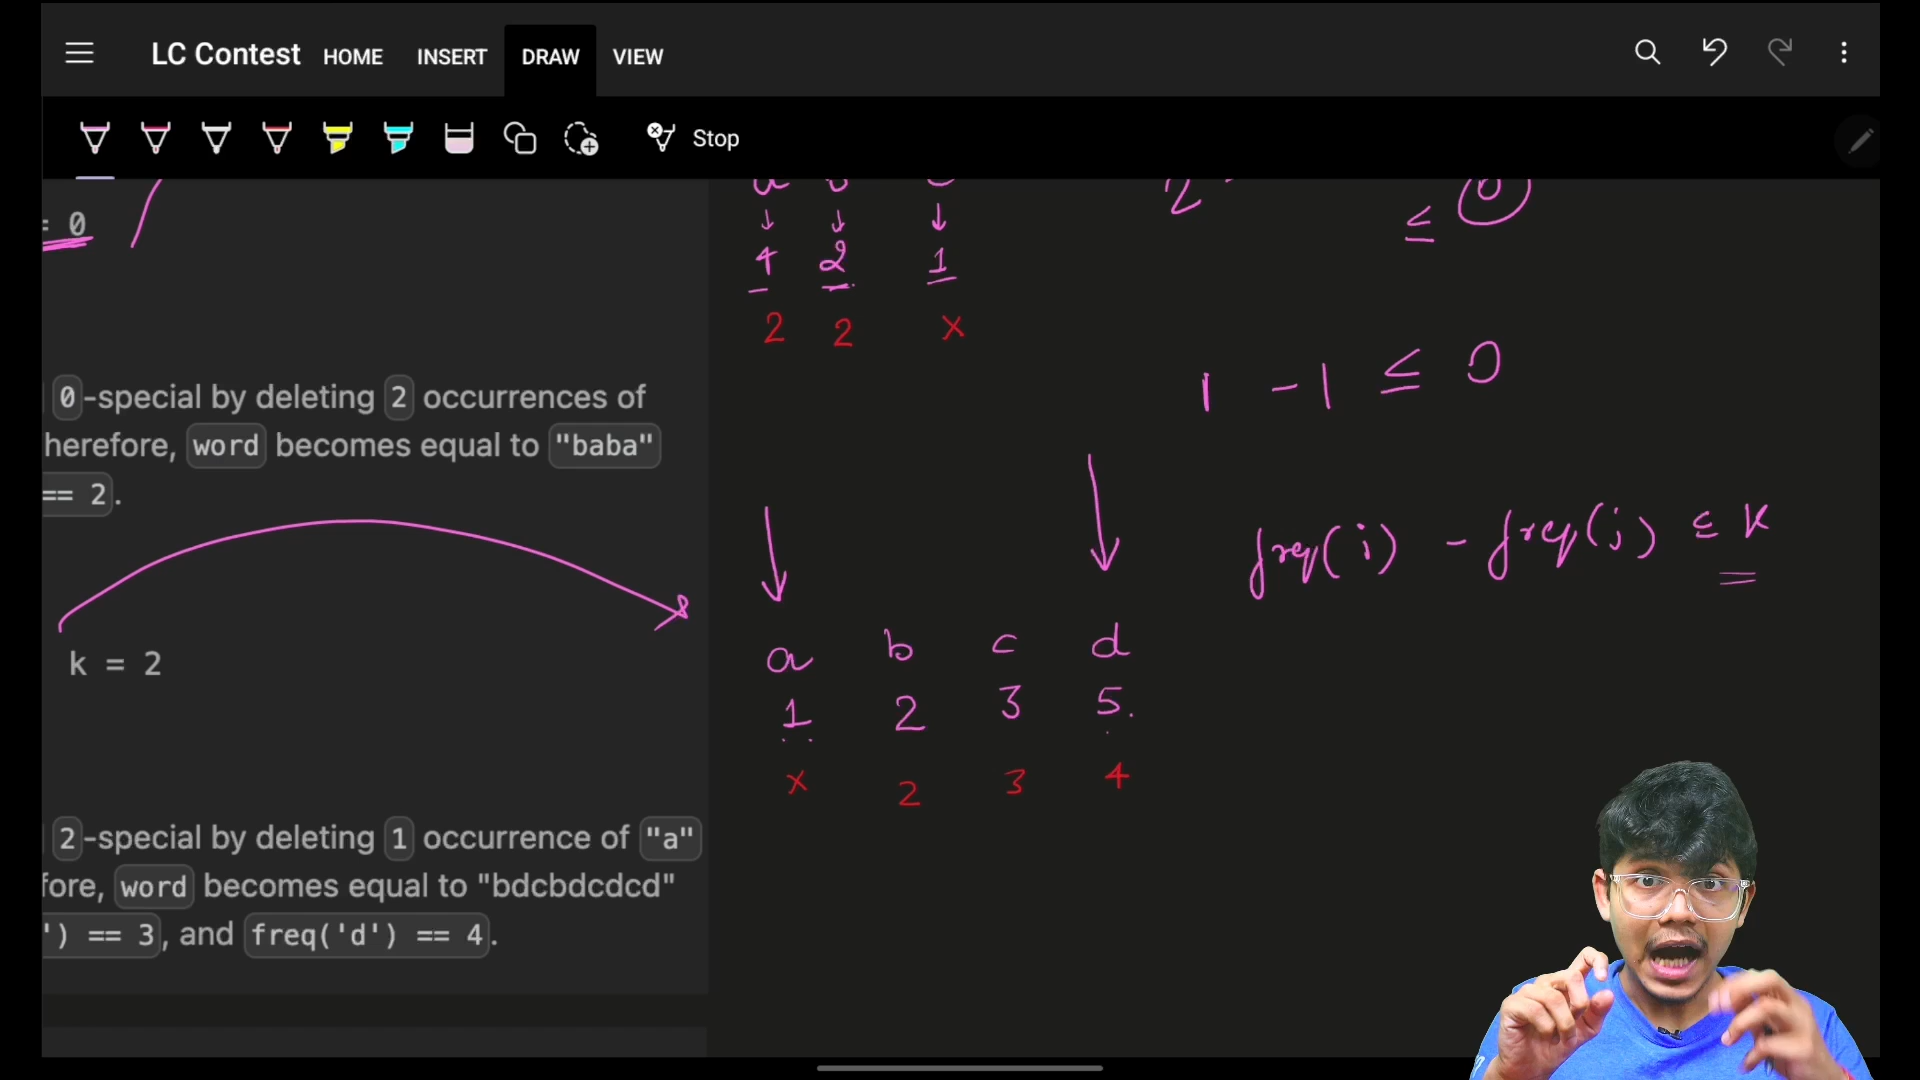 LC Contest HOME INSERT DRAW VIEW
Stop
= 0
0-special by deleting 2 occurrences of
herefore, word becomes equal to "baba"
== 2.
k = 2
2-special by deleting 1 occurrence of "a"
fore, word becomes equal to "bdcbdcdcd"
') == 3, and freq('d') == 4.
a b c
4 2 1
2 2 x
2 - ≤ 0
1 - 1 ≤ 0
freq(i) - freq(j) ≤ k
a b c d
1 2 3 5.
x 2 3 4